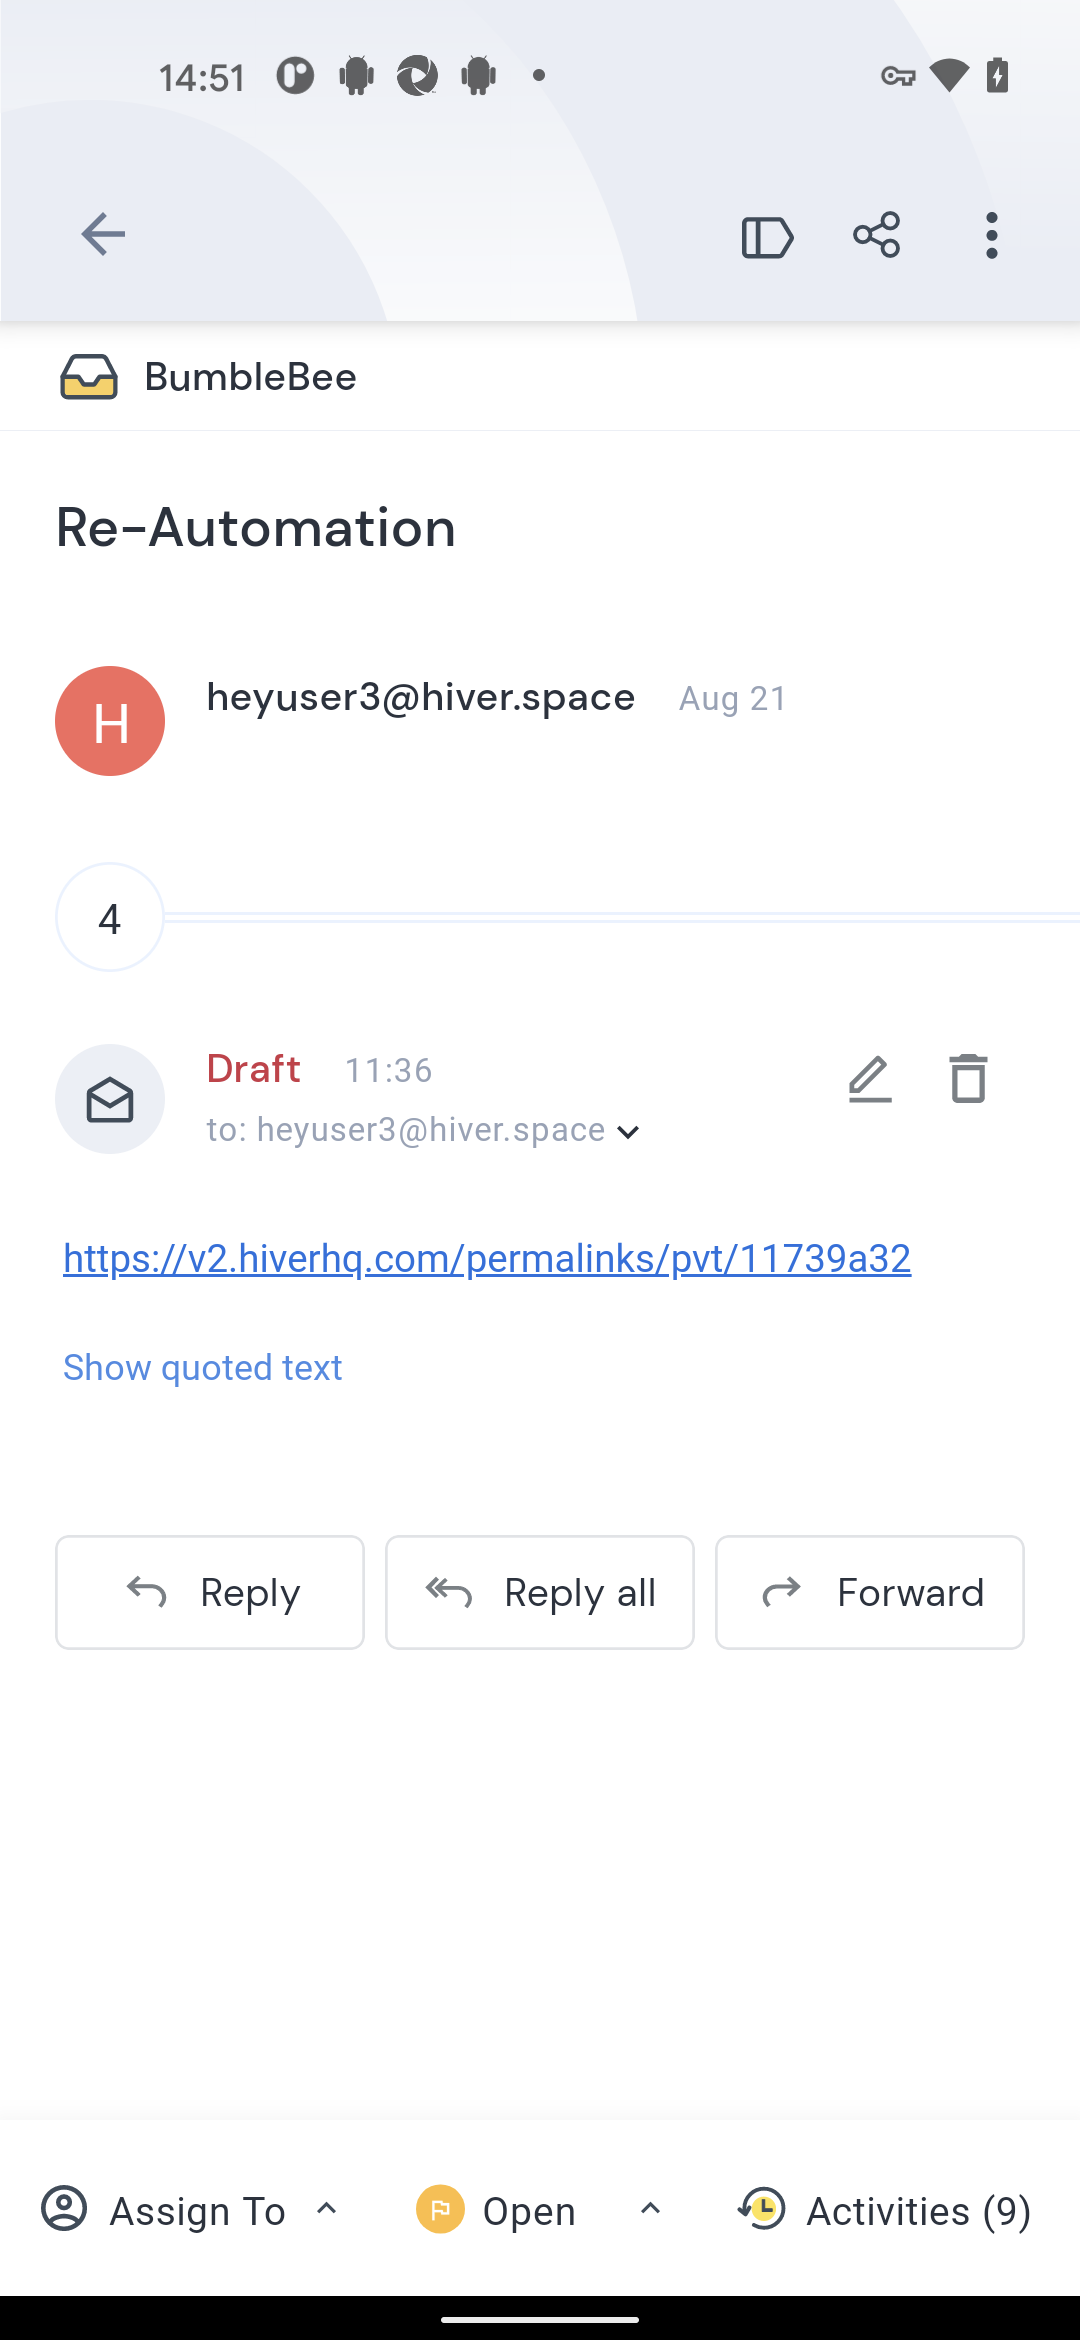 14:51
BumbleBee
Re-Automation
H
heyuser3@hiver.space Aug 21
4
Draft 11:36
to: heyuser3@hiver.space
https://v2.hiverhq.com/permalinks/pvt/11739a32
Show quoted text
Reply Reply all Forward
Assign To Open Activities (9)